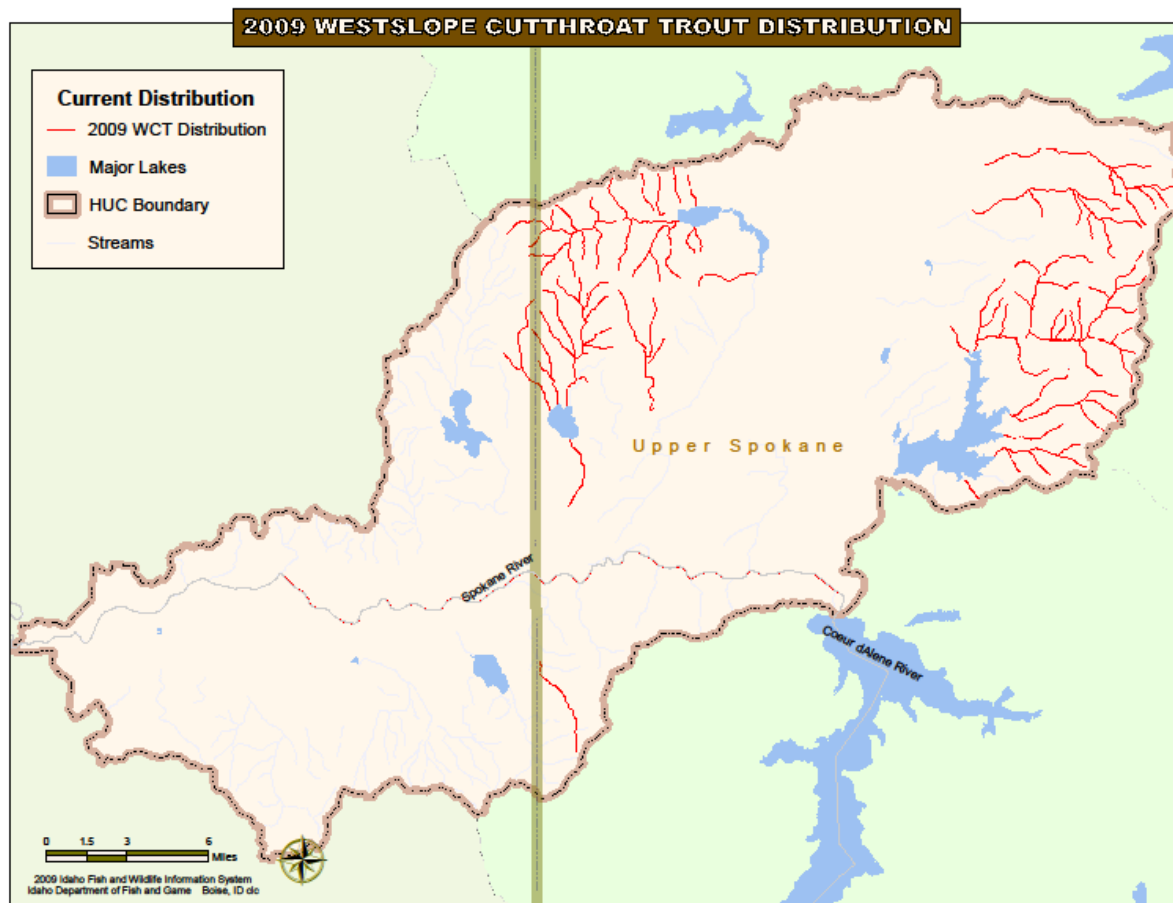 2009 WESTSLOPE CUTTHROAT TROUT DISTRIBUTION
Current Distribution
2009 WCT Distribution
Major Lakes
HUC Boundary
Streams
Upper Spokane
Spokane River
Coeur dAlene River
0 1.5 3 6
Miles
2009 Idaho Fish and Wildlife Information System
Idaho Department of Fish and Game Boise, ID clc